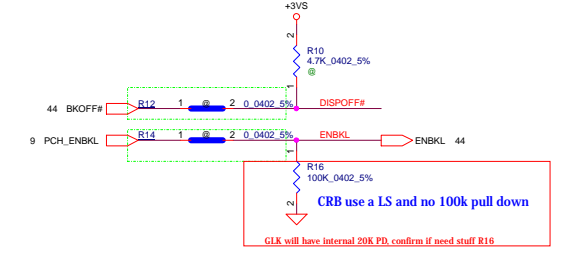 +3VS
2
R10
4.7K_0402_5%
@
1
44 BKOFF# R12 1 @ 2 0_0402_5% DISPOFF#
9 PCH_ENBKL R14 1 @ 2 0_0402_5% ENBKL ENBKL 44
1
R16
100K_0402_5%
2
CRB use a LS and no 100k pull down
GLK will have internal 20K PD, confirm if need stuff R16